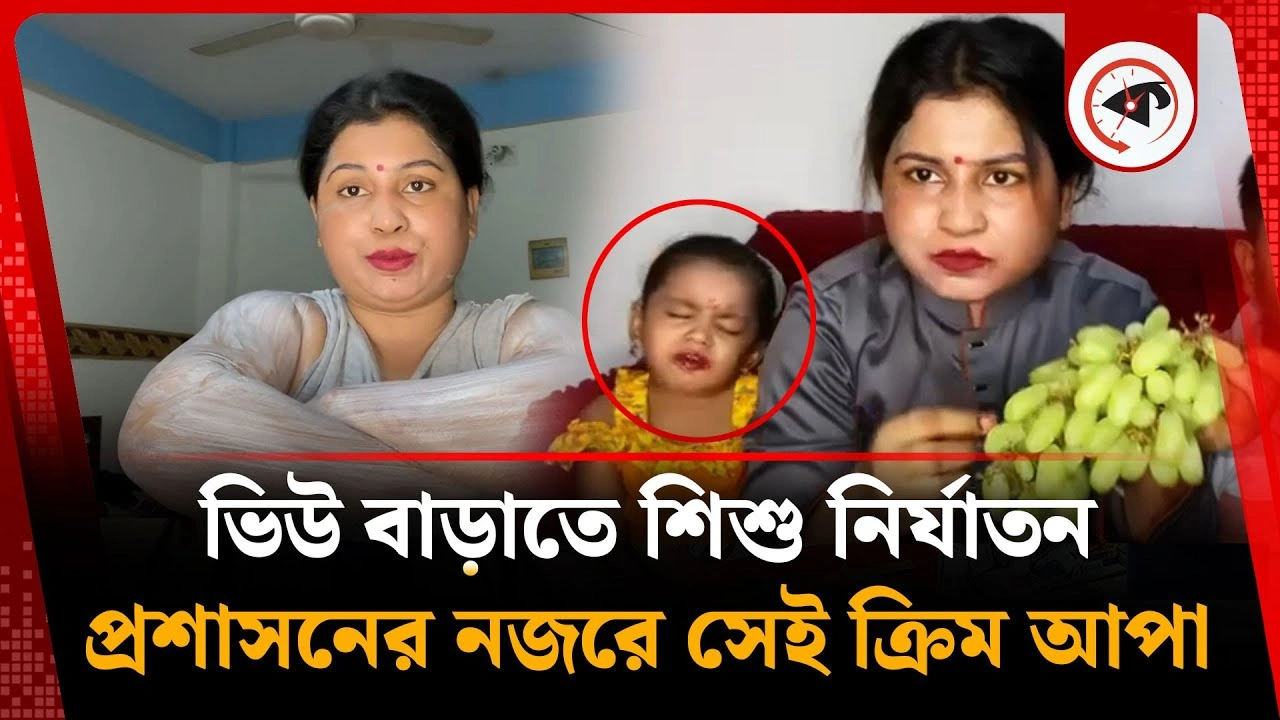 ভিউ বাড়াতে শিশু নির্যাতন
প্রশাসনের নজরে সেই ক্রিম আপা